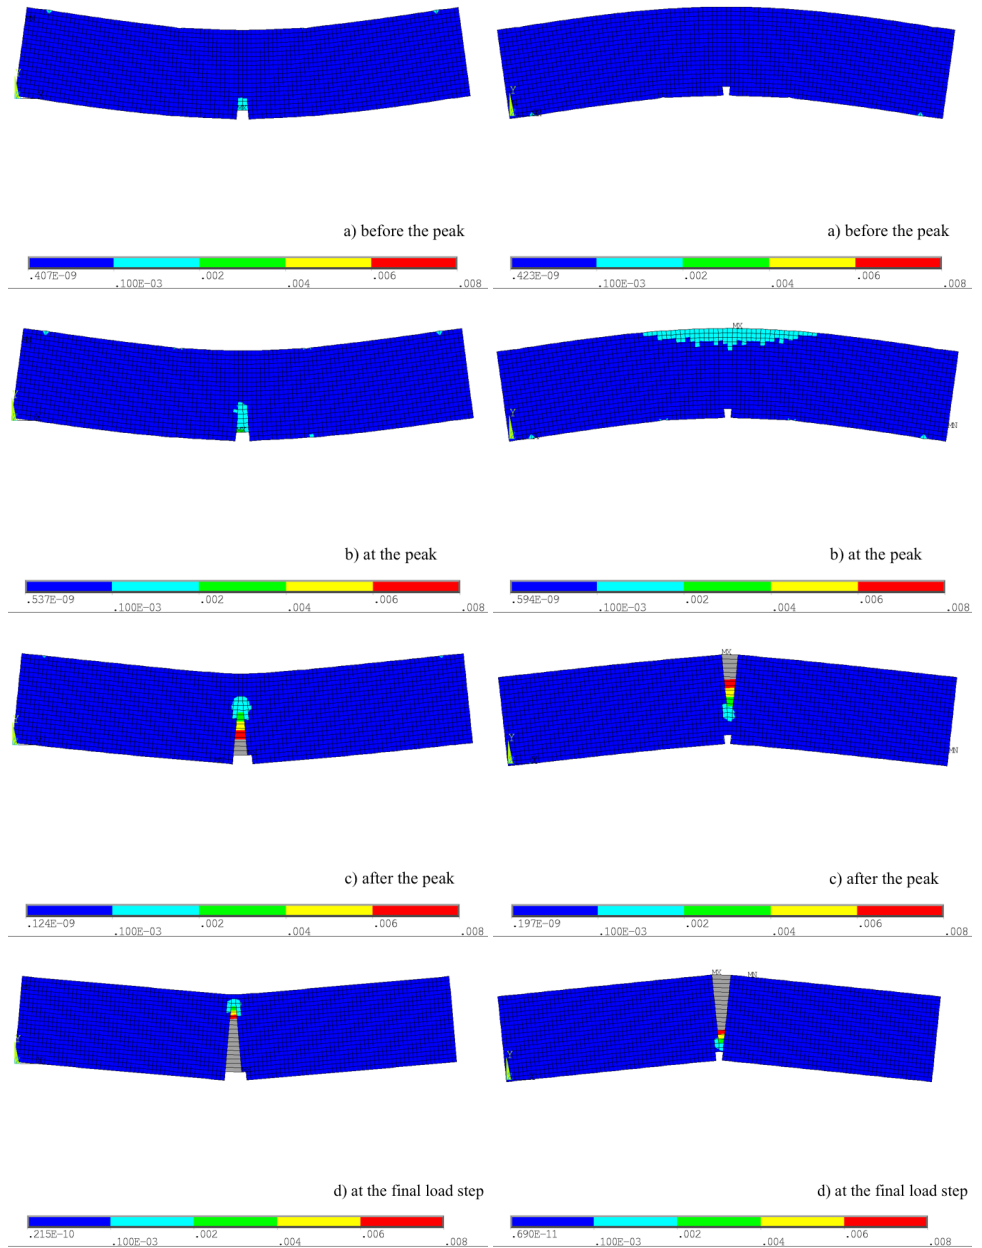 Y
a) before the peak
.407E-09
.100E-03
.002
.004
.006
.008
Y
a) before the peak
.423E-09
.100E-03
.002
.004
.006
.008
Y
b) at the peak
.537E-09
.100E-03
.002
.004
.006
.008
MX
Y
MN
b) at the peak
.594E-09
.100E-03
.002
.004
.006
.008
Y
c) after the peak
.124E-09
.100E-03
.002
.004
.006
.008
MX
Y
MN
c) after the peak
.197E-09
.100E-03
.002
.004
.006
.008
Y
d) at the final load step
.215E-10
.100E-03
.002
.004
.006
.008
MX
MN
Y
d) at the final load step
.690E-11
.100E-03
.002
.004
.006
.008